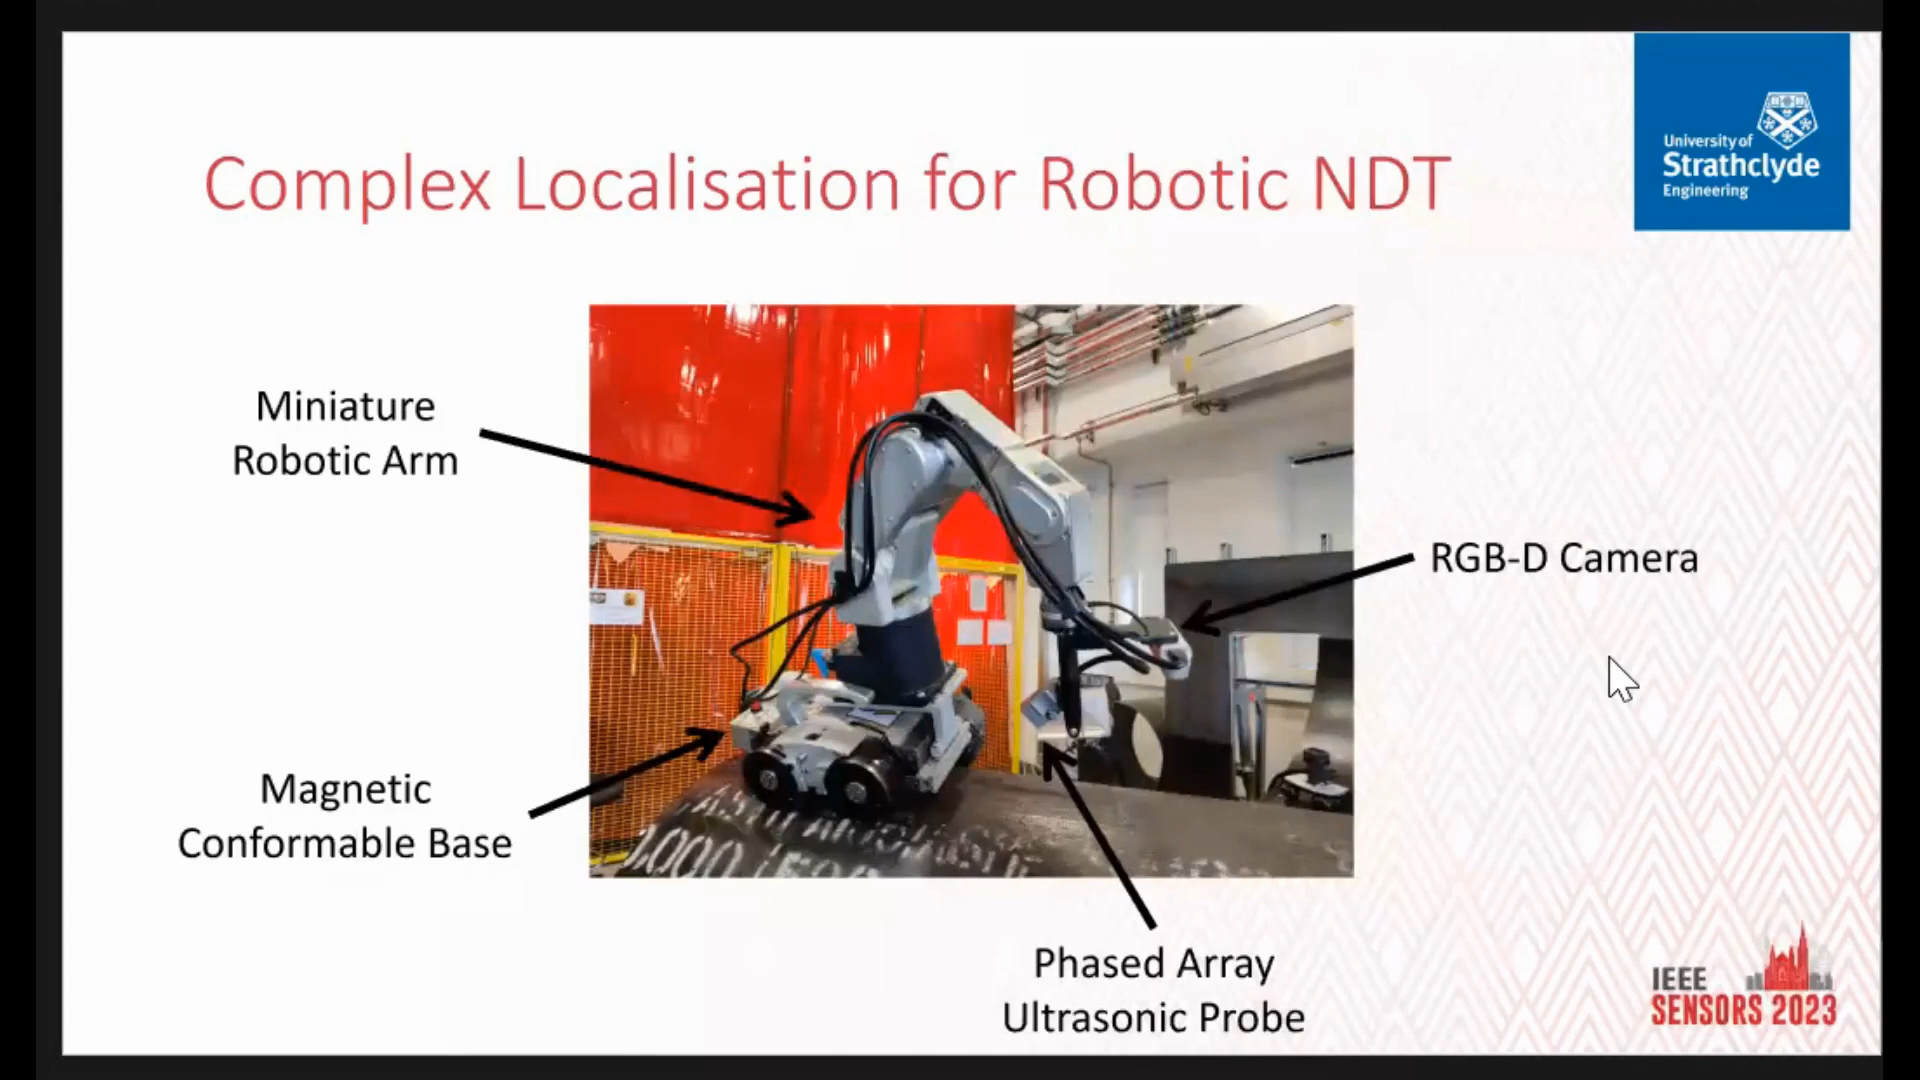 Complex Localisation for Robotic NDT
University of
Strathclyde
Engineering
Miniature
Robotic Arm
RGB-D Camera
Magnetic
Conformable Base
Phased Array
Ultrasonic Probe
IEEE
SENSORS 2023